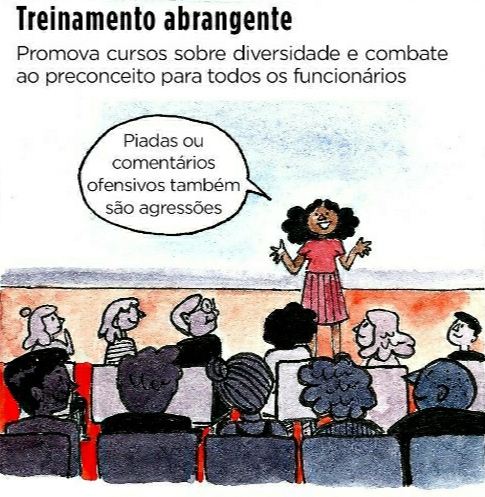 Treinamento abrangente
Promova cursos sobre diversidade e combate
ao preconceito para todos os funcionários
Piadas ou
comentários
ofensivos também
são agressões